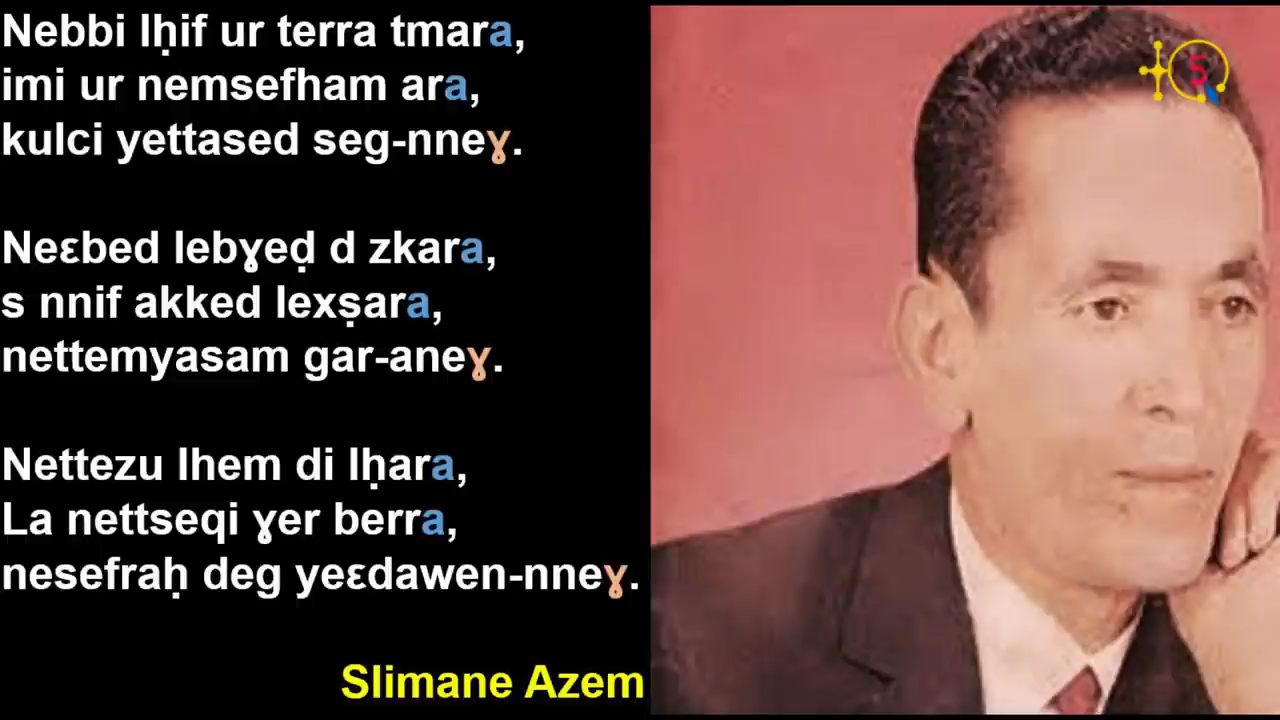 Nebbi lḥif ur terra tmara,
imi ur nemsefham ara,
kulci yettased seg-nneɣ.
Neɛbed lebɣeḍ d zkara,
s nnif akked lexṣara,
nettemyasam gar-aneɣ.
Nettezu lhem di lḥara,
La nettseqi ɣer berra,
nesefraḥ deg yeɛdawen-nneɣ.
Slimane Azem
5